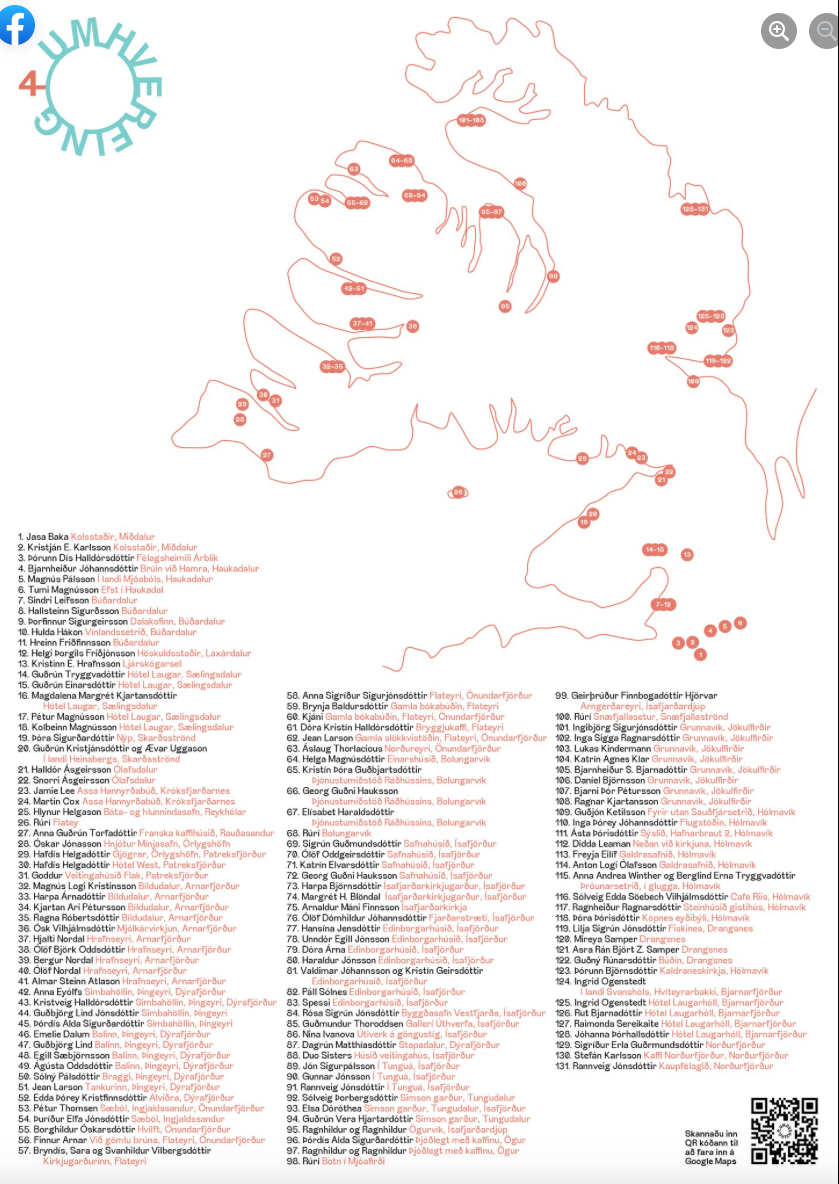 4
UMHVERFING
101-105
64-68
63
69-94
53 54
55-62
100
95-97
128-131
52
42-51
99
98
37-41
36
125-126
124
123
110-118
119-122
32-35
109
30
31
29
28
27
25
24
23
22
21
26
20
19
14-18
13
7-12
6
5
4
3
2
1
1. Jasa Baka Kolsstaðir, Miðdalur
2. Kristján E. Karlsson Kolsstaðir, Miðdalur
3. Þórunn Dís Halldórsdóttir Félagsheimili Árblik
4. Bjarnheiður Jóhannsdóttir Brúin við Hamra, Haukadalur
5. Magnús Pálsson Í landi Mjóabóls, Haukadalur
6. Tumi Magnússon Efst í Haukadal
7. Sindri Leifsson Búðardalur
8. Hallsteinn Sigurðsson Búðardalur
9. Þorfinnur Sigurgeirsson Dalakofinn, Búðardalur
10. Hulda Hákon Vínlandssetrið, Búðardalur
11. Hreinn Friðfinnsson Búðardalur
12. Helgi Þorgils Friðjónsson Höskuldsstaðir, Laxárdalur
13. Kristinn E. Hrafnsson Ljárskógarsel
14. Guðrún Tryggvadóttir Hótel Laugar, Sælingsdalur
15. Guðrún Einarsdóttir Hótel Laugar, Sælingsdalur
16. Magdalena Margrét Kjartansdóttir
Hótel Laugar, Sælingsdalur
17. Pétur Magnússon Hótel Laugar, Sælingsdalur
18. Kolbeinn Magnússon Hótel Laugar, Sælingsdalur
19. Þóra Sigurðardóttir Nýp, Skarðsströnd
20. Guðrún Kristjánsdóttir og Ævar Uggason
Í landi Heinabergs, Skarðsströnd
21. Halldór Ásgeirsson Ólafsdalur
22. Snorri Ásgeirsson Ólafsdalur
23. Jamie Lee Assa Hannyrðabúð, Króksfjarðarnes
24. Martin Cox Assa Hannyrðabúð, Króksfjarðarnes
25. Hlynur Helgason Báta- og hlunnindasafn, Reykhólar
26. Rúrí Flatey
27. Anna Guðrún Torfadóttir Franska kaffihúsið, Rauðasandur
28. Óskar Jónasson Hnjótur Minjasafn, Örlygshöfn
29. Hafdís Helgadóttir Gjögrar, Örlygshöfn, Patreksfjörður
30. Hafdís Helgadóttir Hótel West, Patreksfjörður
31. Goddur Veitingahúsið Flak, Patreksfjörður
32. Magnús Logi Kristinsson Bíldudalur, Arnarfjörður
33. Harpa Árnadóttir Bíldudalur, Arnarfjörður
34. Kjartan Ari Pétursson Bíldudalur, Arnarfjörður
35. Ragna Róbertsdóttir Bíldudalur, Arnarfjörður
36. Ósk Vilhjálmsdóttir Mjólkárvirkjun, Arnarfjörður
37. Hjalti Nordal Hrafnseyri, Arnarfjörður
38. Ólöf Björk Oddsdóttir Hrafnseyri, Arnarfjörður
39. Bergur Nordal Hrafnseyri, Arnarfjörður
40. Ólöf Nordal Hrafnseyri, Arnarfjörður
41. Almar Steinn Atlason Hrafnseyri, Arnarfjörður
42. Anna Eyjólfs Simbahöllin, Þingeyri, Dýrafjörður
43. Kristveig Halldórsdóttir Simbahöllin, Þingeyri, Dýrafjörður
44. Guðbjörg Lind Jónsdóttir Simbahöllin, Þingeyri
45. Þórdís Alda Sigurðardóttir Simbahöllin, Þingeyri
46. Emelie Dalum Balinn, Þingeyri, Dýrafjörður
47. Guðbjörg Lind Balinn, Þingeyri, Dýrafjörður
48. Egill Sæbjörnsson Balinn, Þingeyri, Dýrafjörður
49. Ágústa Oddsdóttir Balinn, Þingeyri, Dýrafjörður
50. Sólný Pálsdóttir Braggi, Þingeyri, Dýrafjörður
51. Jean Larson Tankurinn, Þingeyri, Dýrafjörður
52. Edda Þórey Kristfinnsdóttir Alviðra, Dýrafjörður
53. Pétur Thomsen Sæból, Ingjaldssandur, Önundarfjörður
54. Þuríður Elfa Jónsdóttir Sæból, Ingjaldssandur
55. Borghildur Óskarsdóttir Hvilft, Önundarfjörður
56. Finnur Arnar Við gömlu brúna, Flateyri, Önundarfjörður
57. Bryndís, Sara og Svanhildur Vilbergsdóttir
Kirkjugarðurinn, Flateyri
58. Anna Sigríður Sigurjónsdóttir Flateyri, Önundarfjörður
59. Brynja Baldursdóttir Gamla bókabúðin, Flateyri
60. Kjáni Gamla bókabúðin, Flateyri, Önundarfjörður
61. Dóra Kristín Halldórsdóttir Bryggjukaffi, Flateyri
62. Jean Larson Gamla slökkvistöðin, Flateyri, Önundarfjörður
63. Áslaug Thorlacius Norðureyri, Önundarfjörður
64. Helga Magnúsdóttir Einarshúsið, Bolungarvík
65. Kristín Þóra Guðbjartsdóttir
Þjónustumiðstöð Ráðhússins, Bolungarvík
66. Georg Guðni Hauksson
Þjónustumiðstöð Ráðhússins, Bolungarvík
67. Elísabet Haraldsdóttir
Þjónustumiðstöð Ráðhússins, Bolungarvík
68. Rúrí Bolungarvík
69. Sigrún Guðmundsdóttir Safnahúsið, Ísafjörður
70. Ólöf Oddgeirsdóttir Safnahúsið, Ísafjörður
71. Katrín Elvarsdóttir Safnahúsið, Ísafjörður
72. Georg Guðni Hauksson Safnahúsið, Ísafjörður
73. Harpa Björnsdóttir Ísafjarðarkirkjugarður, Ísafjörður
74. Margrét H. Blöndal Ísafjarðarkirkjugarður, Ísafjörður
75. Arnaldur Máni Finnsson Ísafjarðarkirkja
76. Ólöf Dómhildur Jóhannsdóttir Fjarðarstræti, Ísafjörður
77. Hansína Jensdóttir Edinborgarhúsið, Ísafjörður
78. Unndór Egill Jónsson Edinborgarhúsið, Ísafjörður
79. Dóra Árna Edinborgarhúsið, Ísafjörður
80. Haraldur Jónsson Edinborgarhúsið, Ísafjörður
81. Valdimar Jóhannsson og Kristín Geirsdóttir
Edinborgarhúsið, Ísafjörður
82. Páll Sólnes Edinborgarhúsið, Ísafjörður
83. Spessi Edinborgarhúsið, Ísafjörður
84. Rósa Sigrún Jónsdóttir Byggðasafn Vestfjarða, Ísafjörður
85. Guðmundur Thoroddsen Gallerí Úthverfa, Ísafjörður
86. Nína Ivanova Útiverk á göngustíg, Ísafjörður
87. Dagrún Matthíasdóttir Stapadalur, Dýrafjörður
88. Duo Sisters Húsið veitingahús, Ísafjörður
89. Jón Sigurpálsson Í Tungu, Ísafjörður
90. Gunnar Jónsson Í Tungu, Ísafjörður
91. Rannveig Jónsdóttir Í Tungu, Ísafjörður
92. Sólveig Þorbergsdóttir Símson garður, Tungudalur
93. Elsa Dóróthea Símson garður, Tungudalur, Ísafjörður
94. Guðrún Vera Hjartardóttir Símson garður, Tungudalur
95. Ragnhildur og Ragnhildur Ögurvík, Ísafjarðardjúp
96. Þórdís Alda Sigurðardóttir Þjóðlegt með kaffinu, Ögur
97. Ragnhildur og Ragnhildur Þjóðlegt með kaffinu, Ögur
98. Rúrí Botn í Mjóafirði
99. Geirþrúður Finnbogadóttir Hjörvar
Arngerðareyri, Ísafjarðardjúp
100. Rúrí Snæfjallasetur, Snæfjallaströnd
101. Ingibjörg Sigurjónsdóttir Grunnavík, Jökulfirðir
102. Inga Sigga Ragnarsdóttir Grunnavík, Jökulfirðir
103. Lukas Kindermann Grunnavík, Jökulfirðir
104. Katrín Agnes Klar Grunnavík, Jökulfirðir
105. Bjarnheiður S. Bjarnadóttir Grunnavík, Jökulfirðir
106. Daníel Björnsson Grunnavík, Jökulfirðir
107. Bjarni Þór Pétursson Grunnavík, Jökulfirðir
108. Ragnar Kjartansson Grunnavík, Jökulfirðir
109. Guðjón Ketilsson Fyrir utan Sauðfjársetrið, Hólmavík
110. Inga Þórey Jóhannsdóttir Flugstöðin, Hólmavík
111. Ásta Þórisdóttir Sýslið, Hafnarbraut 2, Hólmavík
112. Didda Leaman Neðan við kirkjuna, Hólmavík
113. Freyja Eilíf Galdrasafnið, Hólmavík
114. Anton Logi Ólafsson Galdrasafnið, Hólmavík
115. Anna Andrea Winther og Berglind Erna Tryggvadóttir
Þróunarsetrið, í glugga, Hólmavík
116. Sólveig Edda Söebech Vilhjálmsdóttir Cafe Riis, Hólmavík
117. Ragnheiður Ragnarsdóttir Steinhúsið gistihús, Hólmavík
118. Þóra Þórisdóttir Kópnes eyðibýli, Hólmavík
119. Lilja Sigrún Jónsdóttir Fiskines, Drangsnes
120. Mireya Samper Drangsnes
121. Asra Rán Björt Z. Samper Drangsnes
122. Guðný Rúnarsdóttir Búðin, Drangsnes
123. Þórunn Björnsdóttir Kaldraneskirkja, Hólmavík
124. Ingrid Ogenstedt
Í landi Svanshóls, Hvíteyrarbakki, Bjarnarfjörður
125. Ingrid Ogenstedt Hótel Laugarhóll, Bjarnarfjörður
126. Rut Bjarnadóttir Hótel Laugarhóll, Bjarnarfjörður
127. Raimonda Sereikaite Hótel Laugarhóll, Bjarnarfjörður
128. Jóhanna Þórhallsdóttir Hótel Laugarhóll, Bjarnarfjörður
129. Sigríður Erla Guðrmundsdóttir Norðurfjörður
130. Stefán Karlsson Kaffi Norðurfjörður, Norðurfjörður
131. Rannveig Jónsdóttir Kaupfélagið, Norðurfjörður
Skannaðu inn
QR kóðann til
að fara inn á
Google Maps